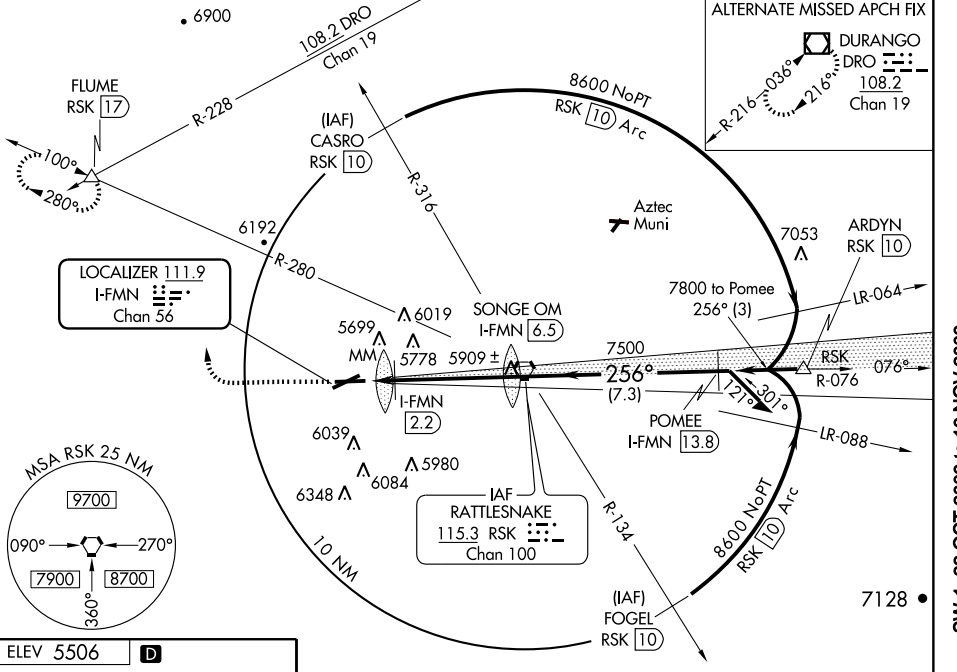 6900
108.2 DRO
Chan 19
ALTERNATE MISSED APCH FIX
DURANGO
DRO
108.2
Chan 19
R-216
036°
216°
FLUME
RSK 17
R-228
100°
280°
(IAF)
CASRO
RSK 10
8600 NoPT
RSK 10 Arc
R-316
Aztec
Muni
6192
R-280
7053
ARDYN
RSK 10
LOCALIZER 111.9
I-FMN
Chan 56
SONGE OM
I-FMN 6.5
7800 to Pomee
256° (3)
LR-064
6019
5699
5778
MM
5909 ±
7500
256°
(7.3)
RSK
R-076
076°
I-FMN
2.2
121°
301°
POMEE
I-FMN 13.8
LR-088
6039
5980
6084
6348
MSA RSK 25 NM
9700
090°
270°
7900
8700
360°
IAF
RATTLESNAKE
115.3 RSK
Chan 100
R-134
8600 NoPT
RSK 10 Arc
10 NM
(IAF)
FOGEL
RSK 10
7128
ELEV 5506
D